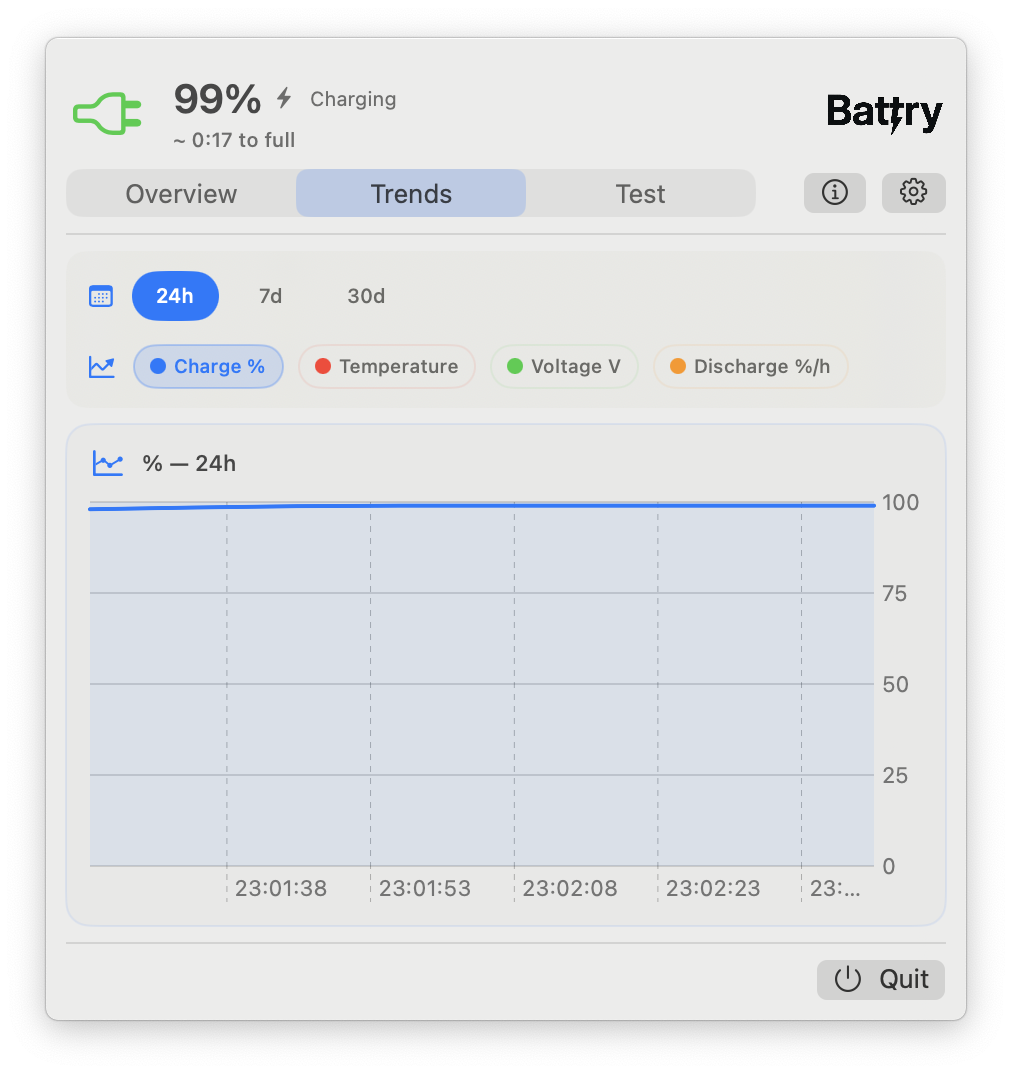 99% Charging
~ 0:17 to full
Battry
Overview Trends Test
24h 7d 30d
Charge % Temperature Voltage V Discharge %/h
% — 24h
100
75
50
25
0
23:01:38 23:01:53 23:02:08 23:02:23 23:...
Quit